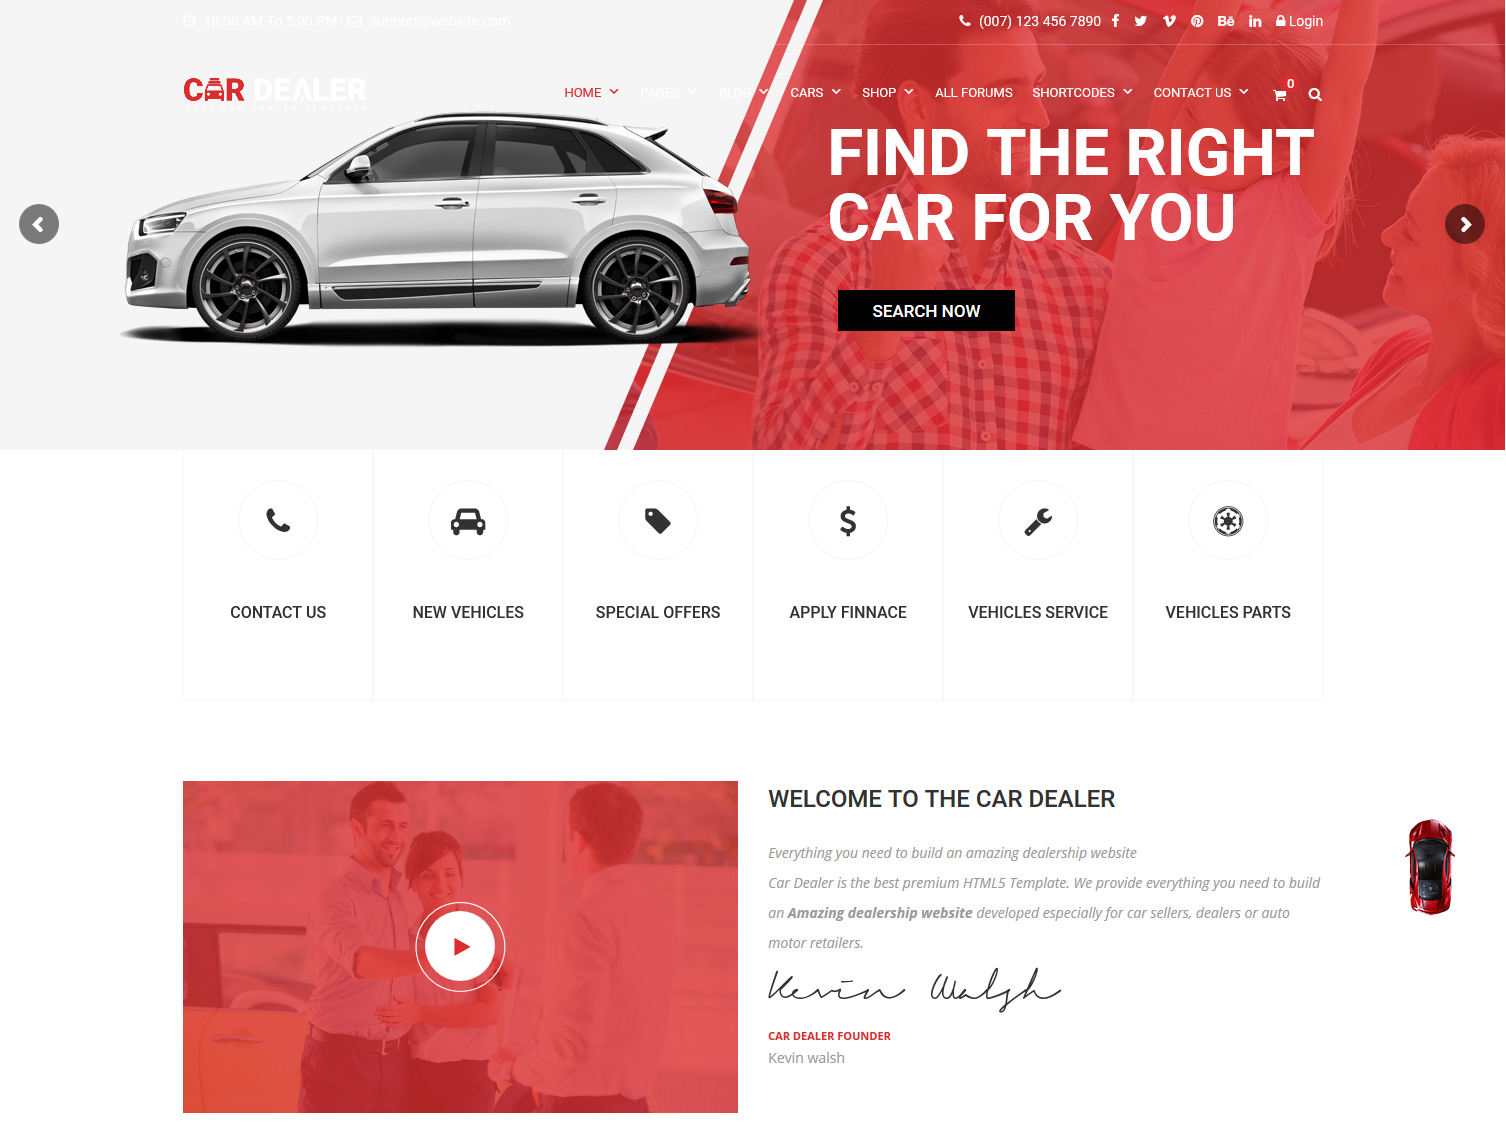 10:00 AM To 5:00 PM support@website.com (007) 123 456 7890 Bē in Login
CAR DEALER
HOME PAGES BLOG CARS SHOP ALL FORUMS SHORTCODES CONTACT US 0
FIND THE RIGHT
CAR FOR YOU
SEARCH NOW
CONTACT US NEW VEHICLES SPECIAL OFFERS APPLY FINNACE VEHICLES SERVICE VEHICLES PARTS
WELCOME TO THE CAR DEALER
Everything you need to build an amazing dealership website
Car Dealer is the best premium HTML5 Template. We provide everything you need to build
an Amazing dealership website developed especially for car sellers, dealers or auto
motor retailers.
Kevin Walsh
CAR DEALER FOUNDER
Kevin walsh